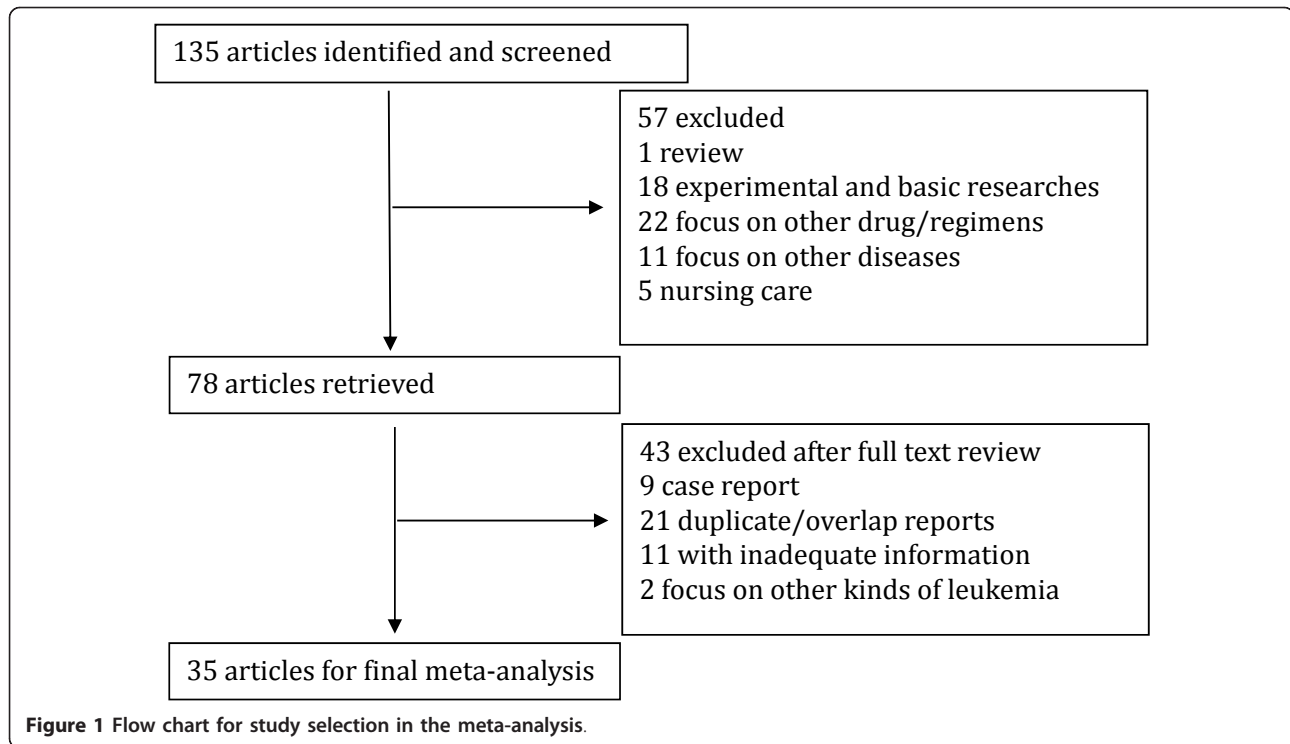 135 articles identified and screened
57 excluded
1 review
18 experimental and basic researches
22 focus on other drug/regimens
11 focus on other diseases
5 nursing care
78 articles retrieved
43 excluded after full text review
9 case report
21 duplicate/overlap reports
11 with inadequate information
2 focus on other kinds of leukemia
35 articles for final meta-analysis
Figure 1 Flow chart for study selection in the meta-analysis.